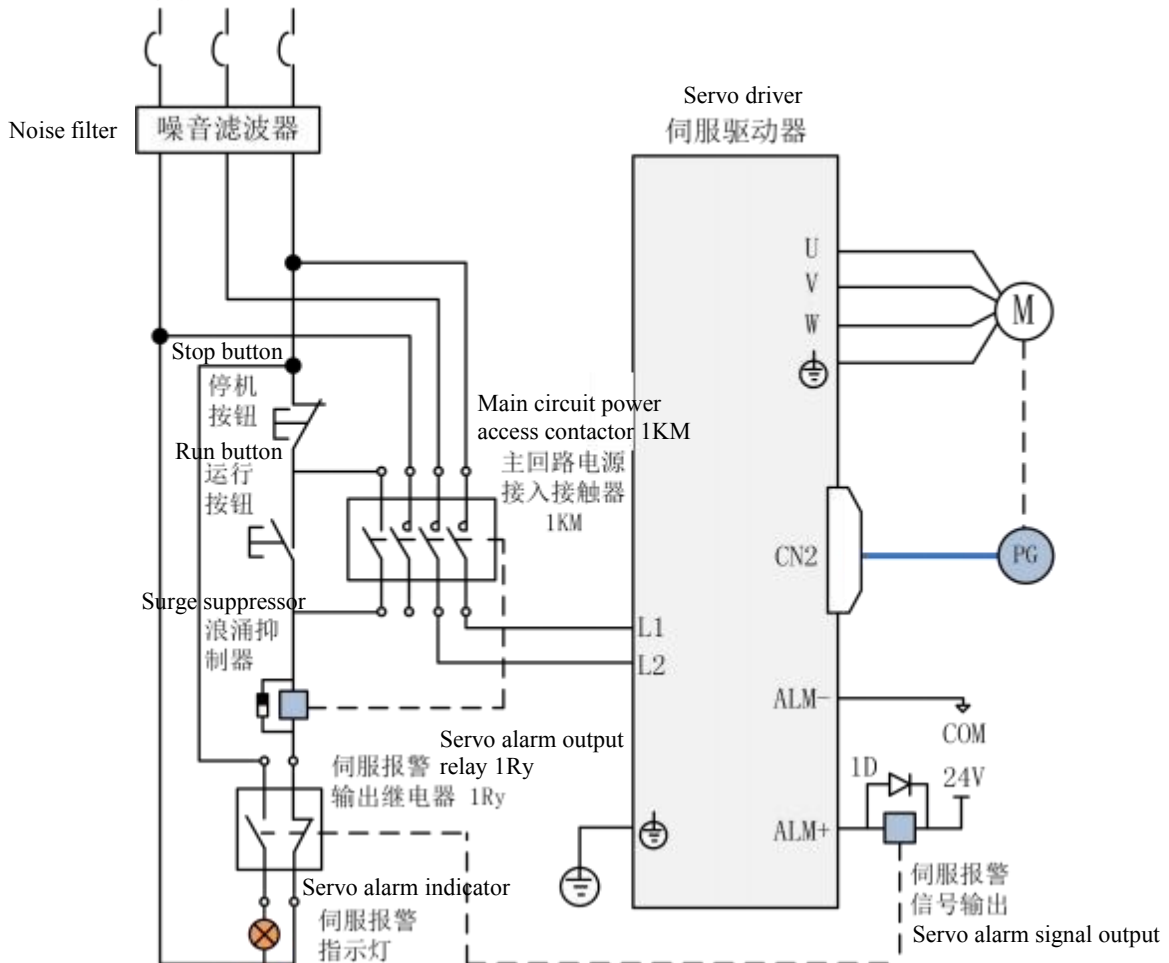 Servo driver
伺服驱动器
Noise filter
噪音滤波器
U
V
W
M
Stop button
停机
按钮
Run button
运行
按钮
Main circuit power
access contactor 1KM
主回路电源
接入接触器
1KM
CN2
PG
Surge suppressor
浪涌抑
制器
L1
L2
ALM-
COM
Servo alarm output
relay 1Ry
伺服报警
输出继电器 1Ry
1D
24V
ALM+
Servo alarm indicator
伺服报警
指示灯
伺服报警
信号输出
Servo alarm signal output